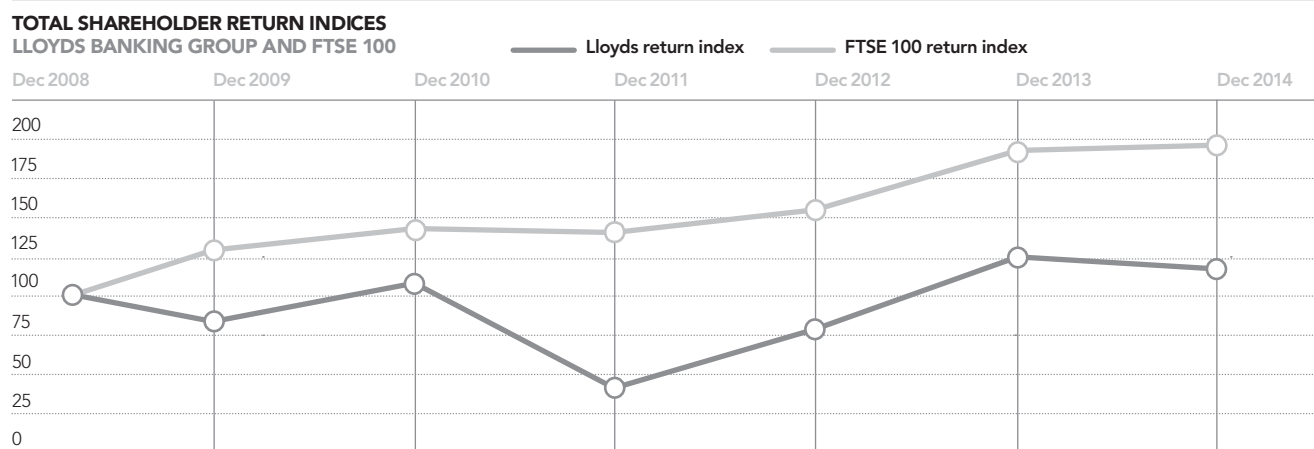 TOTAL SHAREHOLDER RETURN INDICES
LLOYDS BANKING GROUP AND FTSE 100
Lloyds return index FTSE 100 return index
Dec 2008 Dec 2009 Dec 2010 Dec 2011 Dec 2012 Dec 2013 Dec 2014
200
175
150
125
100
75
50
25
0